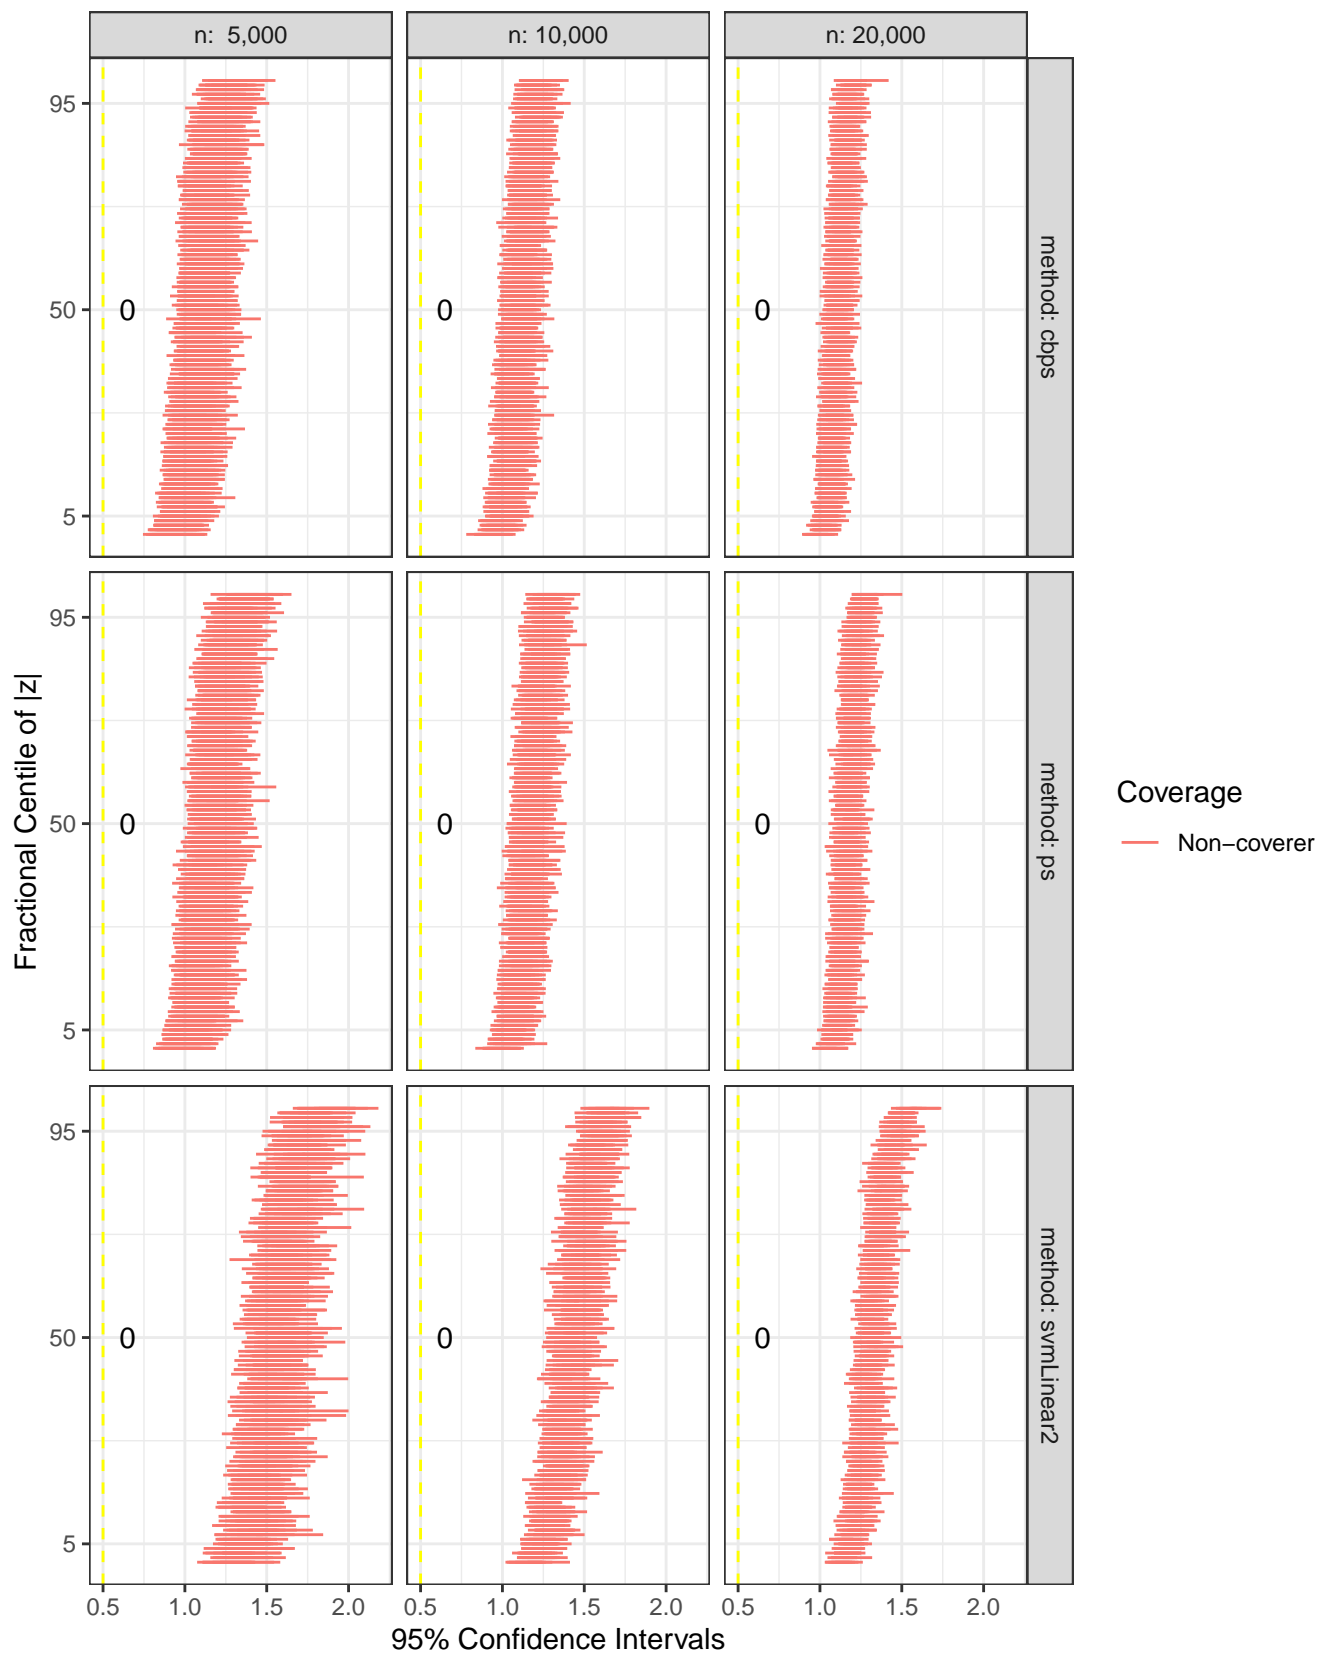 n:  5,000
n: 10,000
n: 20,000
95
50
5
0
0
0
method: cbps
95
50
5
0
0
0
method: ps
Fractional Centile of |z|
Coverage
Non−coverer
95
50
5
0
0
0
method: svmLinear2
0.5 1.0 1.5 2.0
0.5 1.0 1.5 2.0
0.5 1.0 1.5 2.0
95% Confidence Intervals